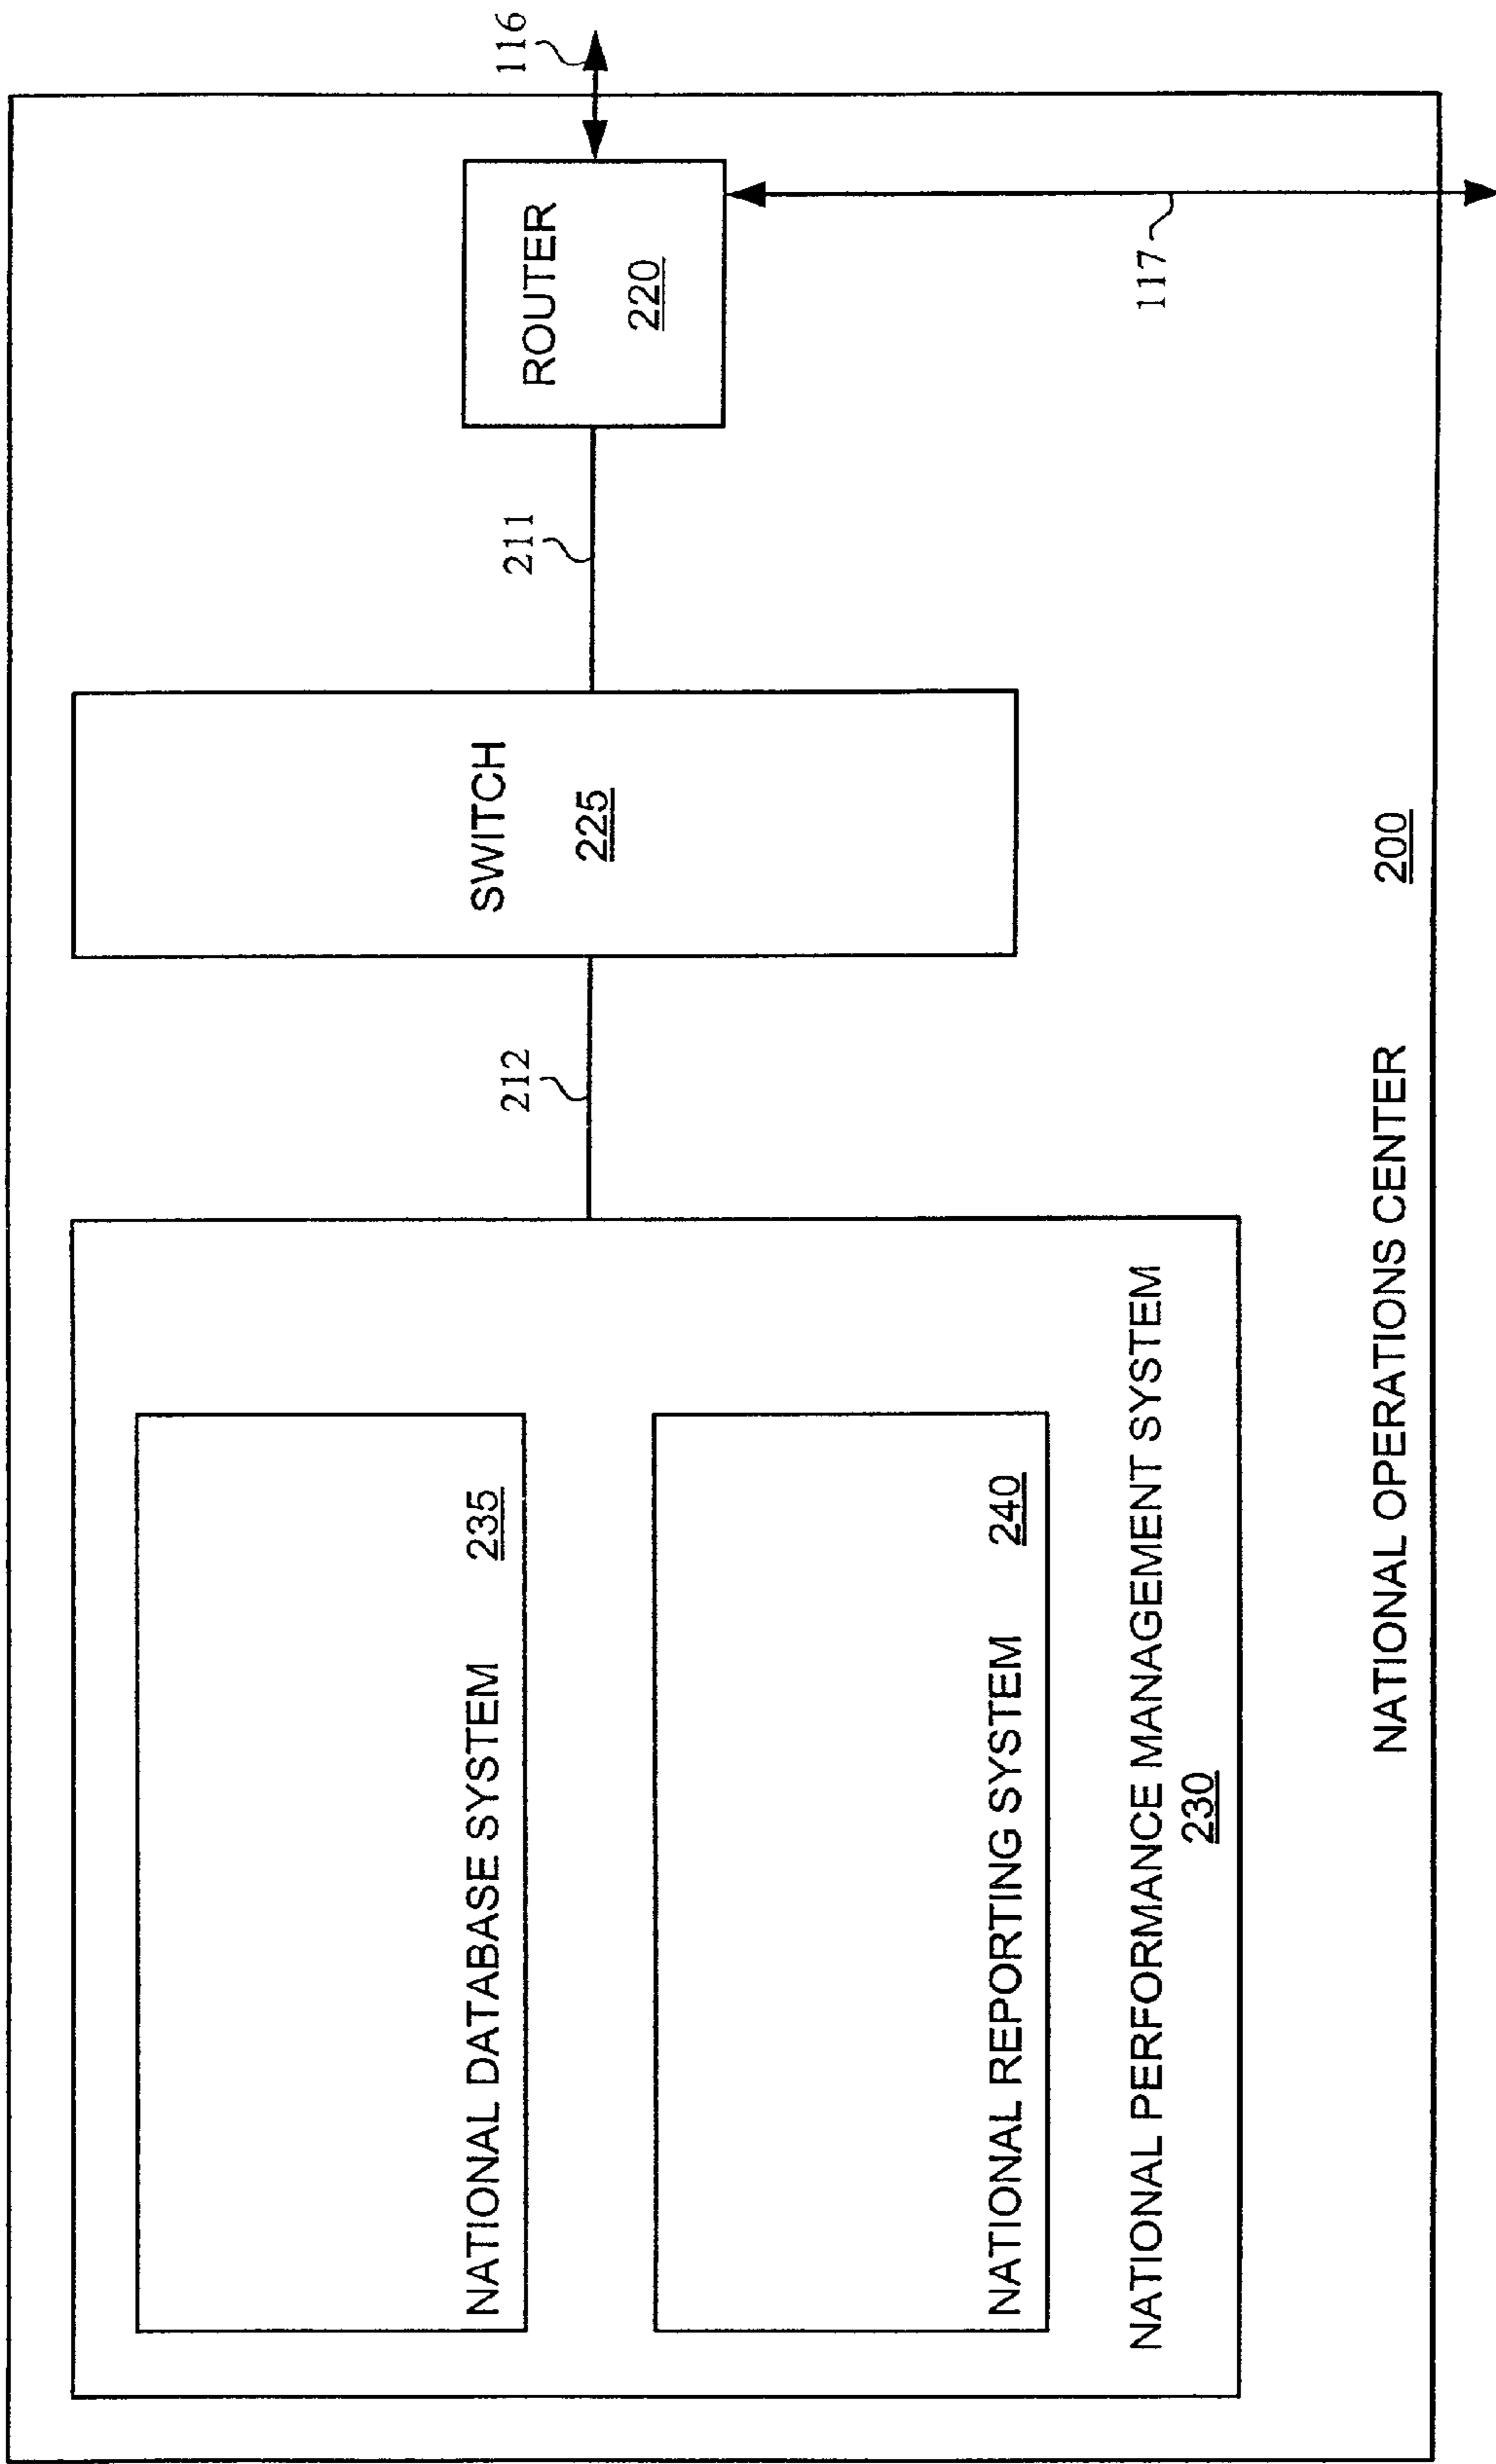 NATIONAL DATABASE SYSTEM 235
NATIONAL REPORTING SYSTEM 240
NATIONAL PERFORMANCE MANAGEMENT SYSTEM
230
212
SWITCH
225
211
ROUTER
220
116
117
NATIONAL OPERATIONS CENTER 200